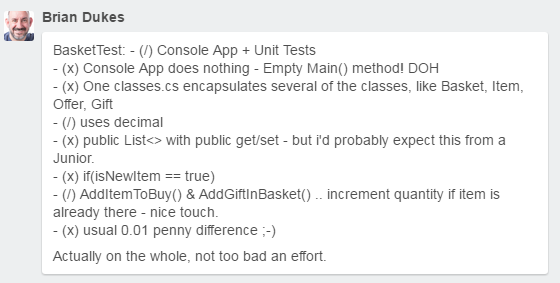 Brian Dukes
BasketTest: - (/) Console App + Unit Tests
- (x) Console App does nothing - Empty Main() method! DOH
- (x) One classes.cs encapsulates several of the classes, like Basket, Item,
Offer, Gift
- (/) uses decimal
- (x) public List<> with public get/set - but i'd probably expect this from a
Junior.
- (x) if(isNewItem == true)
- (/) AddItemToBuy() & AddGiftInBasket() .. increment quantity if item is
already there - nice touch.
- (x) usual 0.01 penny difference ;-)
Actually on the whole, not too bad an effort.